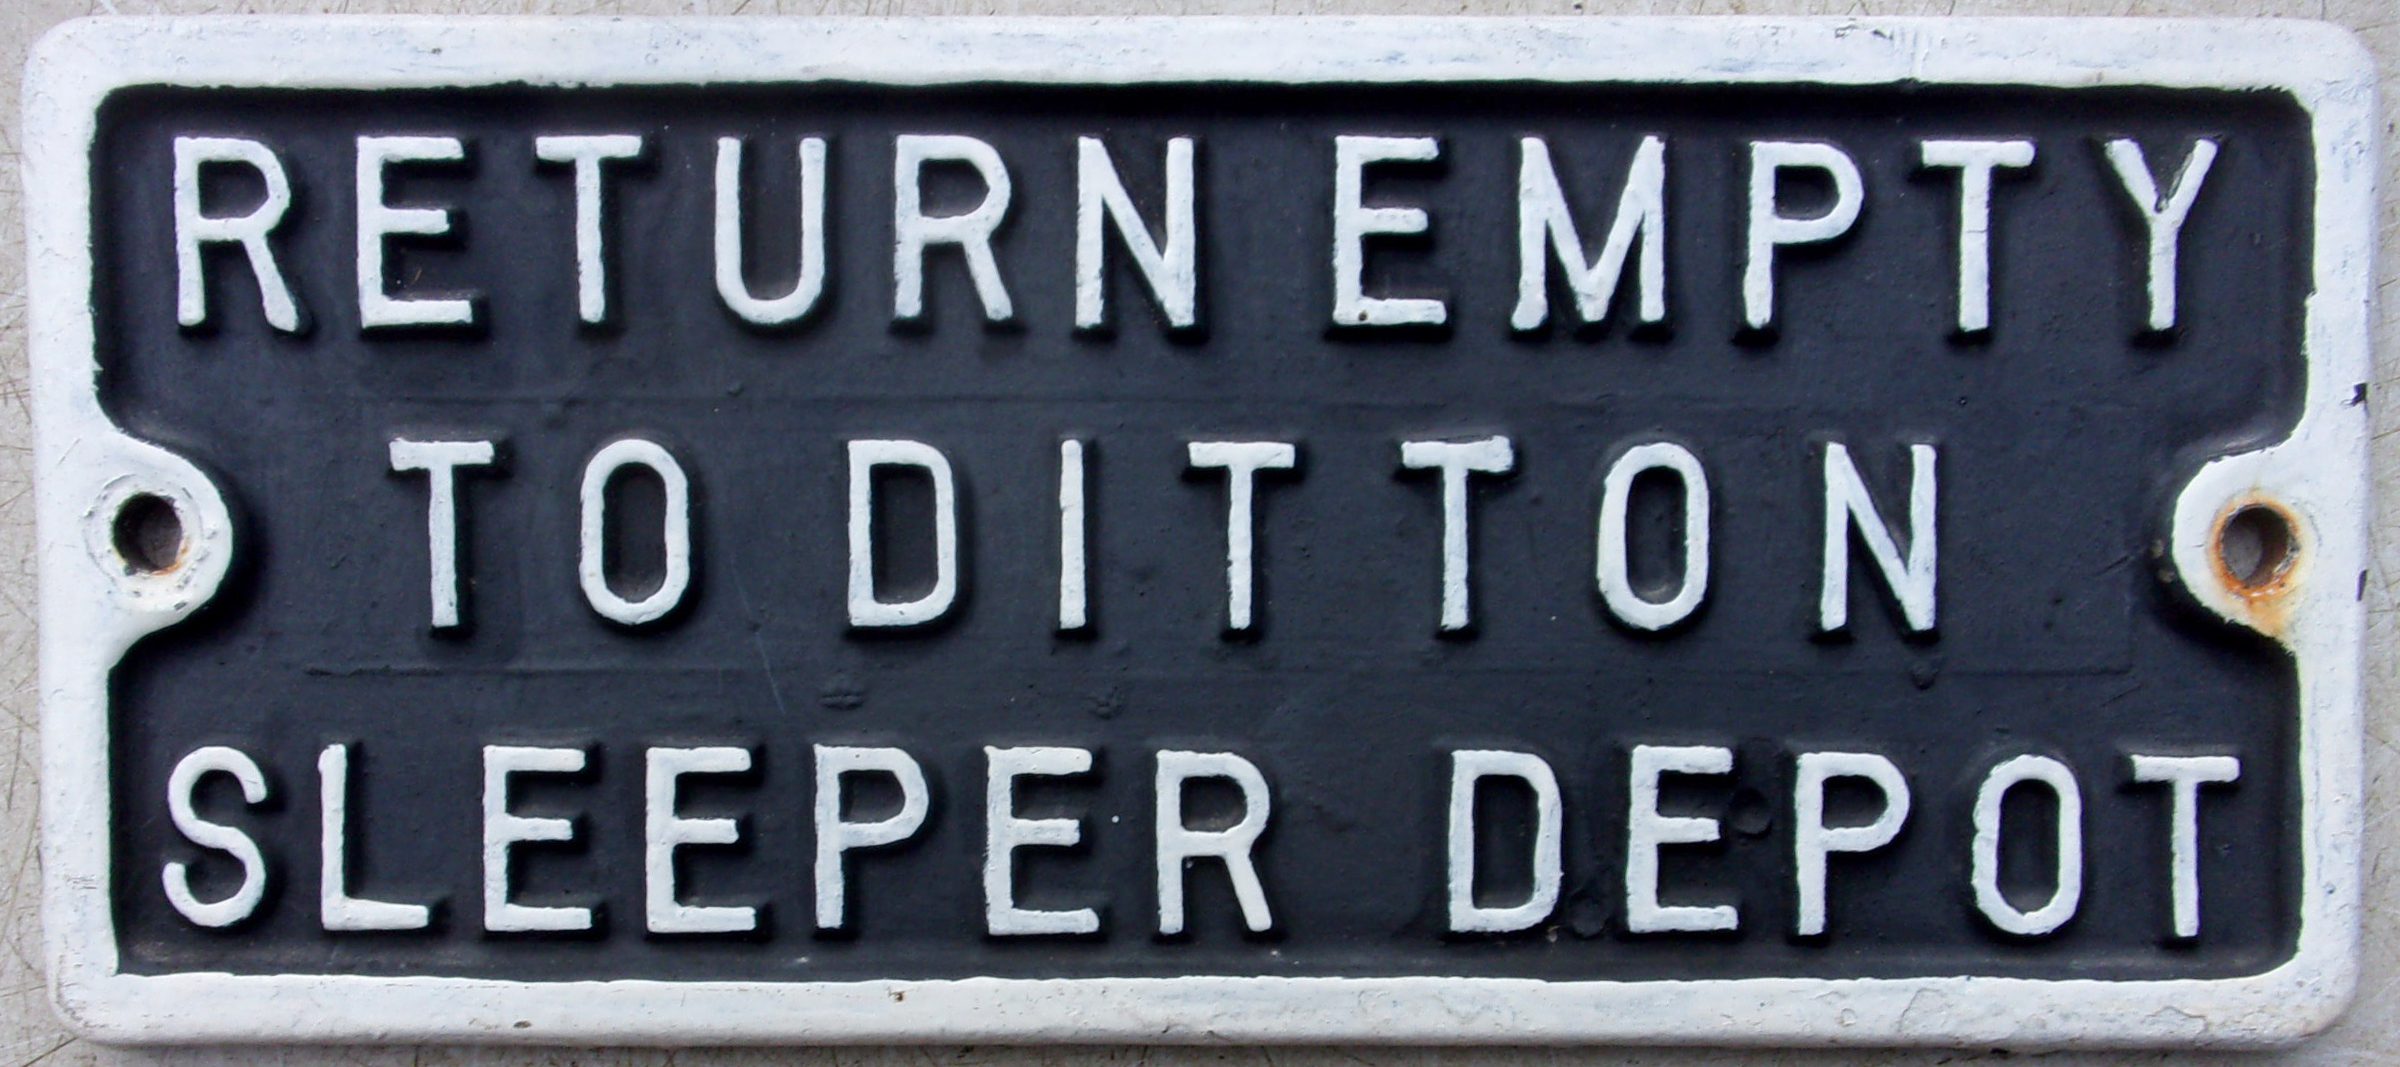 RETURN EMPTY
TO DITTON
SLEEPER DEPOT